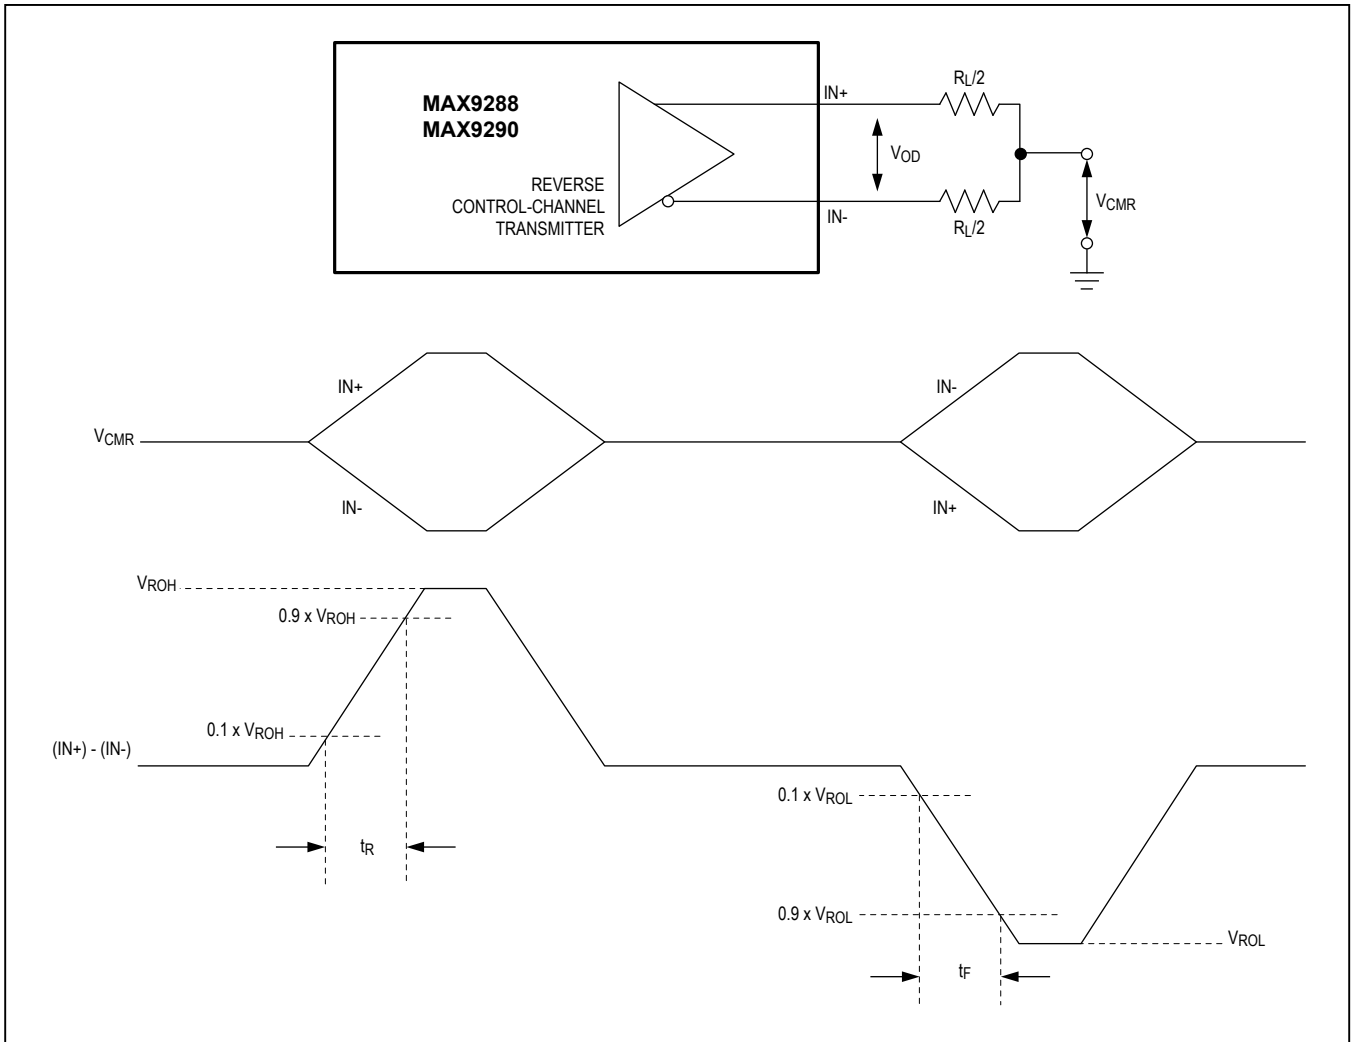 MAX9288
MAX9290
REVERSE
CONTROL-CHANNEL
TRANSMITTER
IN+
IN-
VOD
RL/2
RL/2
VCMR
IN+
IN-
VCMR
IN-
IN+
VROH
0.9 x VROH
0.1 x VROH
(IN+) - (IN-)
tR
0.1 x VROL
0.9 x VROL
VROL
tF